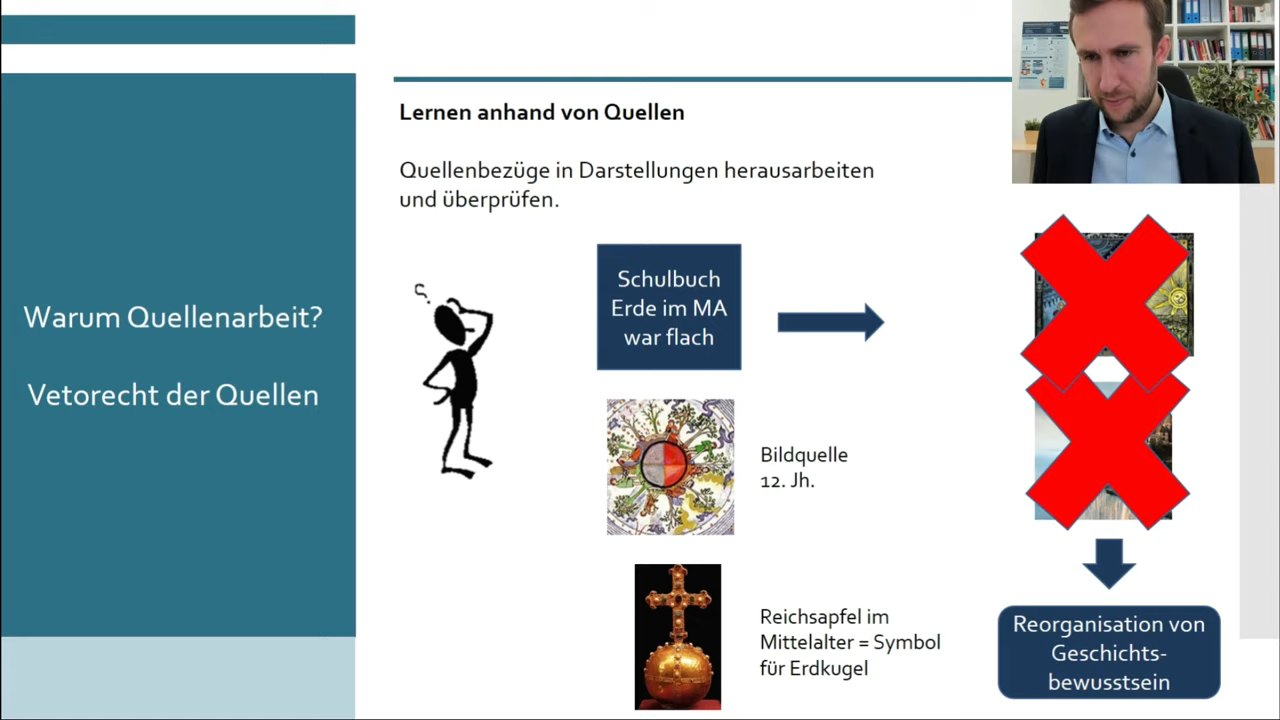 Warum Quellenarbeit?
Vetorecht der Quellen
Lernen anhand von Quellen
Quellenbezüge in Darstellungen herausarbeiten
und überprüfen.
Schulbuch
Erde im MA
war flach
Bildquelle
12. Jh.
Reichsapfel im
Mittelalter = Symbol
für Erdkugel
Reorganisation von
Geschichts-
bewusstsein